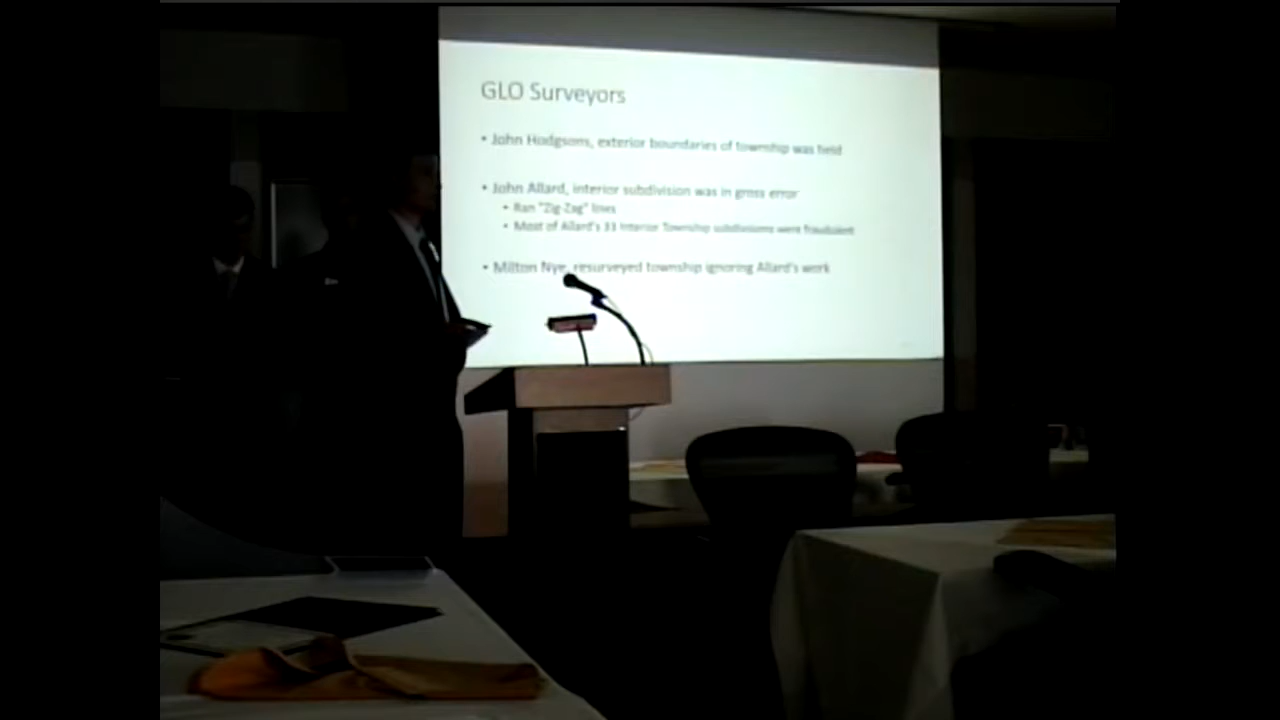 GLO Surveyors
• John Hodgsons, exterior boundaries of township was held
• John Allard, interior subdivision was in gross error
• Ran "Zig-Zag" lines
• Most of Allard's 33 Interior Township subdivisions were fraudulent
• Milton Nye, resurveyed township ignoring Allard's work